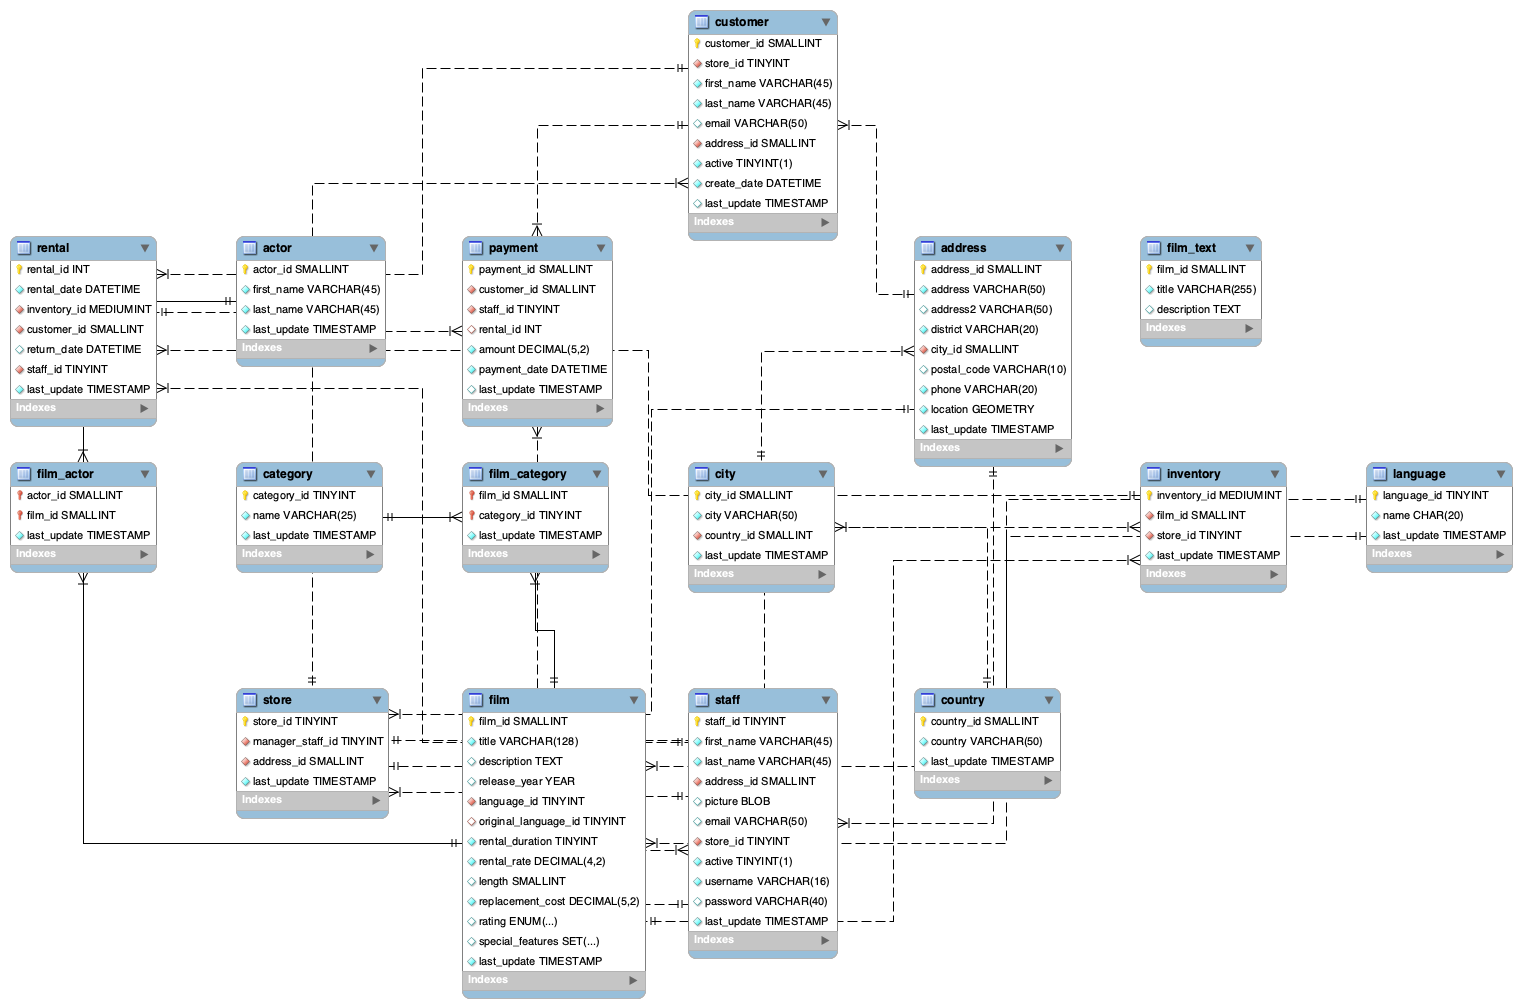 customer
customer_id SMALLINT
store_id TINYINT
first_name VARCHAR(45)
last_name VARCHAR(45)
email VARCHAR(50)
address_id SMALLINT
active TINYINT(1)
create_date DATETIME
last_update TIMESTAMP
Indexes
rental
rental_id INT
rental_date DATETIME
inventory_id MEDIUMINT
customer_id SMALLINT
return_date DATETIME
staff_id TINYINT
last_update TIMESTAMP
Indexes
actor
actor_id SMALLINT
first_name VARCHAR(45)
last_name VARCHAR(45)
last_update TIMESTAMP
Indexes
payment
payment_id SMALLINT
customer_id SMALLINT
staff_id TINYINT
rental_id INT
amount DECIMAL(5,2)
payment_date DATETIME
last_update TIMESTAMP
Indexes
address
address_id SMALLINT
address VARCHAR(50)
address2 VARCHAR(50)
district VARCHAR(20)
city_id SMALLINT
postal_code VARCHAR(10)
phone VARCHAR(20)
location GEOMETRY
last_update TIMESTAMP
Indexes
film_text
film_id SMALLINT
title VARCHAR(255)
description TEXT
Indexes
film_actor
actor_id SMALLINT
film_id SMALLINT
last_update TIMESTAMP
Indexes
category
category_id TINYINT
name VARCHAR(25)
last_update TIMESTAMP
Indexes
film_category
film_id SMALLINT
category_id TINYINT
last_update TIMESTAMP
Indexes
city
city_id SMALLINT
city VARCHAR(50)
country_id SMALLINT
last_update TIMESTAMP
Indexes
inventory
inventory_id MEDIUMINT
film_id SMALLINT
store_id TINYINT
last_update TIMESTAMP
Indexes
language
language_id TINYINT
name CHAR(20)
last_update TIMESTAMP
Indexes
store
store_id TINYINT
manager_staff_id TINYINT
address_id SMALLINT
last_update TIMESTAMP
Indexes
film
film_id SMALLINT
title VARCHAR(128)
description TEXT
release_year YEAR
language_id TINYINT
original_language_id TINYINT
rental_duration TINYINT
rental_rate DECIMAL(4,2)
length SMALLINT
replacement_cost DECIMAL(5,2)
rating ENUM(...)
special_features SET(...)
last_update TIMESTAMP
Indexes
staff
staff_id TINYINT
first_name VARCHAR(45)
last_name VARCHAR(45)
address_id SMALLINT
picture BLOB
email VARCHAR(50)
store_id TINYINT
active TINYINT(1)
username VARCHAR(16)
password VARCHAR(40)
last_update TIMESTAMP
Indexes
country
country_id SMALLINT
country VARCHAR(50)
last_update TIMESTAMP
Indexes